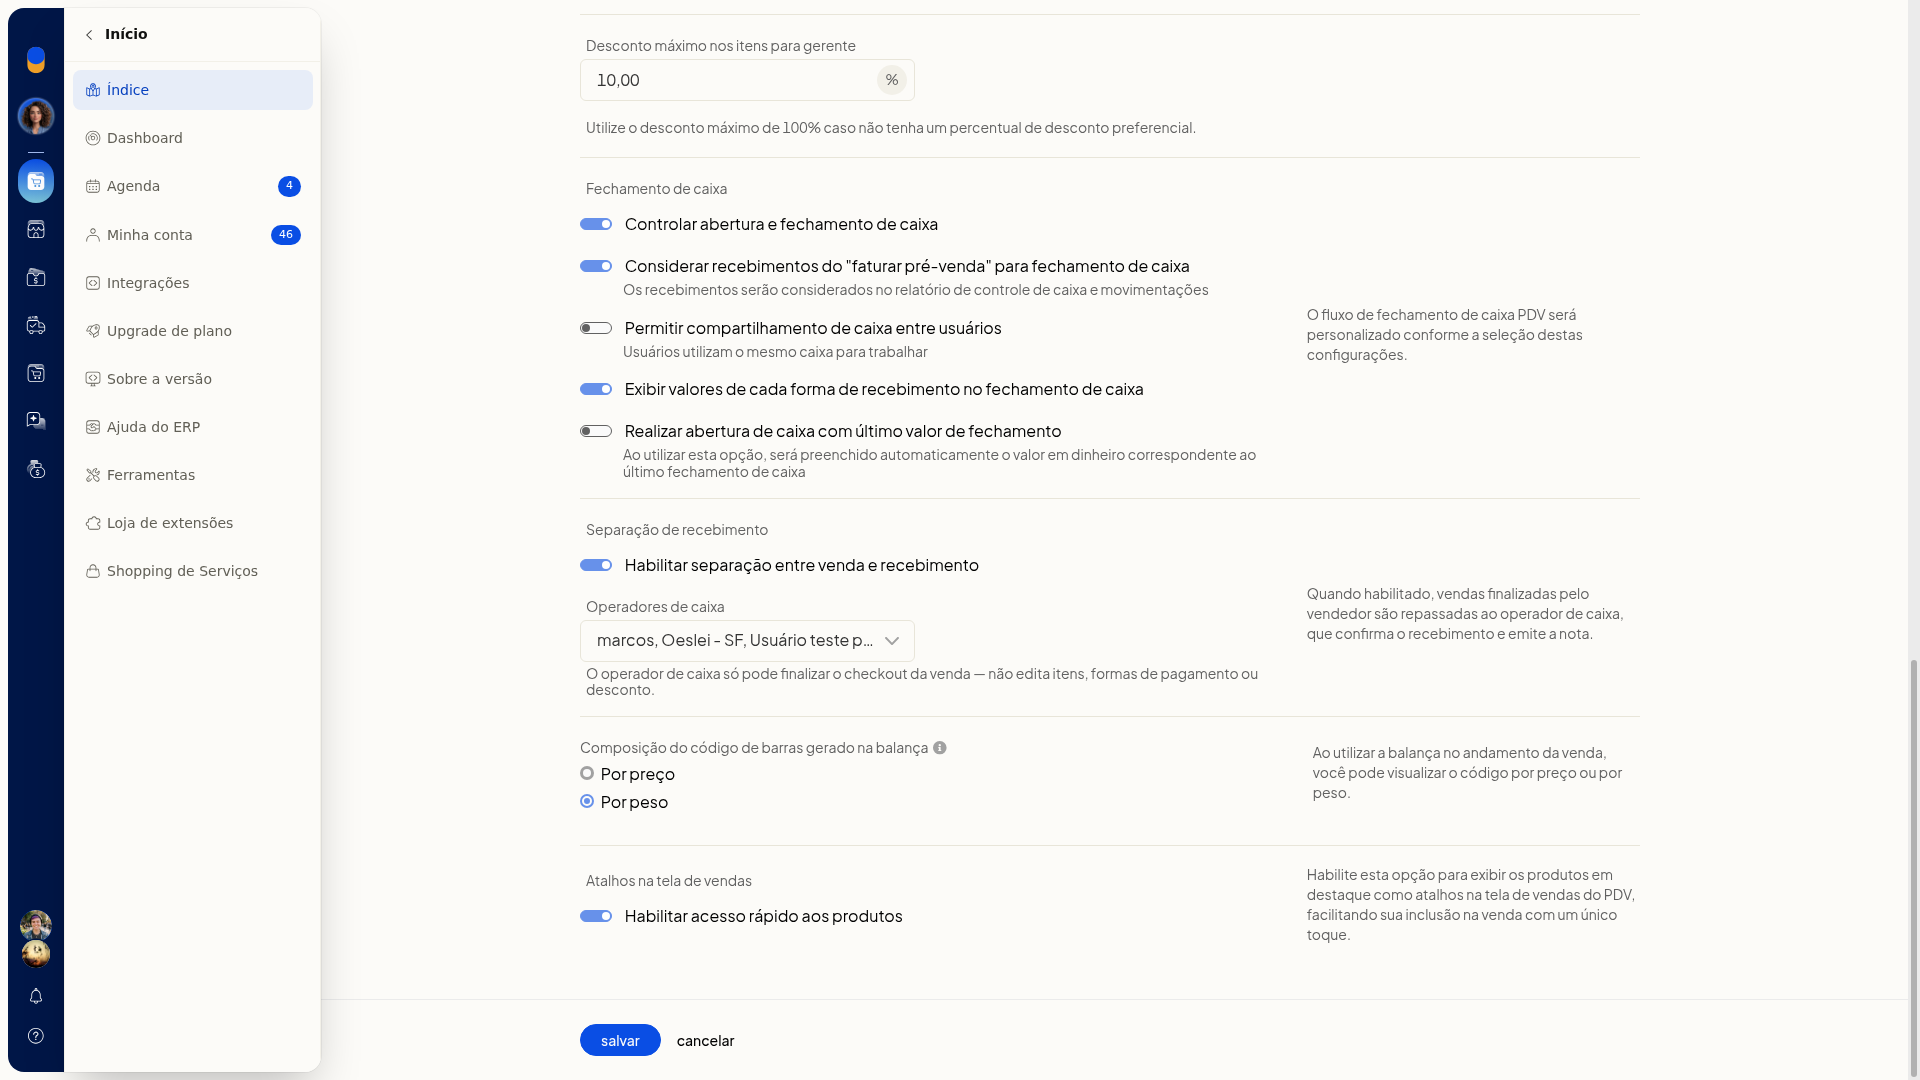 Início
Índice
Dashboard
Agenda
4
Minha conta
46
Integrações
Upgrade de plano
Sobre a versão
Ajuda do ERP
Ferramentas
Loja de extensões
Shopping de Serviços
Desconto máximo nos itens para gerente
10,00
%
Utilize o desconto máximo de 100% caso não tenha um percentual de desconto preferencial.
Fechamento de caixa
Controlar abertura e fechamento de caixa
Considerar recebimentos do "faturar pré-venda" para fechamento de caixa
Os recebimentos serão considerados no relatório de controle de caixa e movimentações
Permitir compartilhamento de caixa entre usuários
Usuários utilizam o mesmo caixa para trabalhar
Exibir valores de cada forma de recebimento no fechamento de caixa
Realizar abertura de caixa com último valor de fechamento
Ao utilizar esta opção, será preenchido automaticamente o valor em dinheiro correspondente ao
último fechamento de caixa
O fluxo de fechamento de caixa PDV será
personalizado conforme a seleção destas
configurações.
Separação de recebimento
Habilitar separação entre venda e recebimento
Operadores de caixa
marcos, Oeslei - SF, Usuário teste p...
O operador de caixa só pode finalizar o checkout da venda — não edita itens, formas de pagamento ou
desconto.
Quando habilitado, vendas finalizadas pelo
vendedor são repassadas ao operador de caixa,
que confirma o recebimento e emite a nota.
Composição do código de barras gerado na balança
Por preço
Por peso
Ao utilizar a balança no andamento da venda,
você pode visualizar o código por preço ou por
peso.
Atalhos na tela de vendas
Habilitar acesso rápido aos produtos
Habilite esta opção para exibir os produtos em
destaque como atalhos na tela de vendas do PDV,
facilitando sua inclusão na venda com um único
toque.
salvar
cancelar